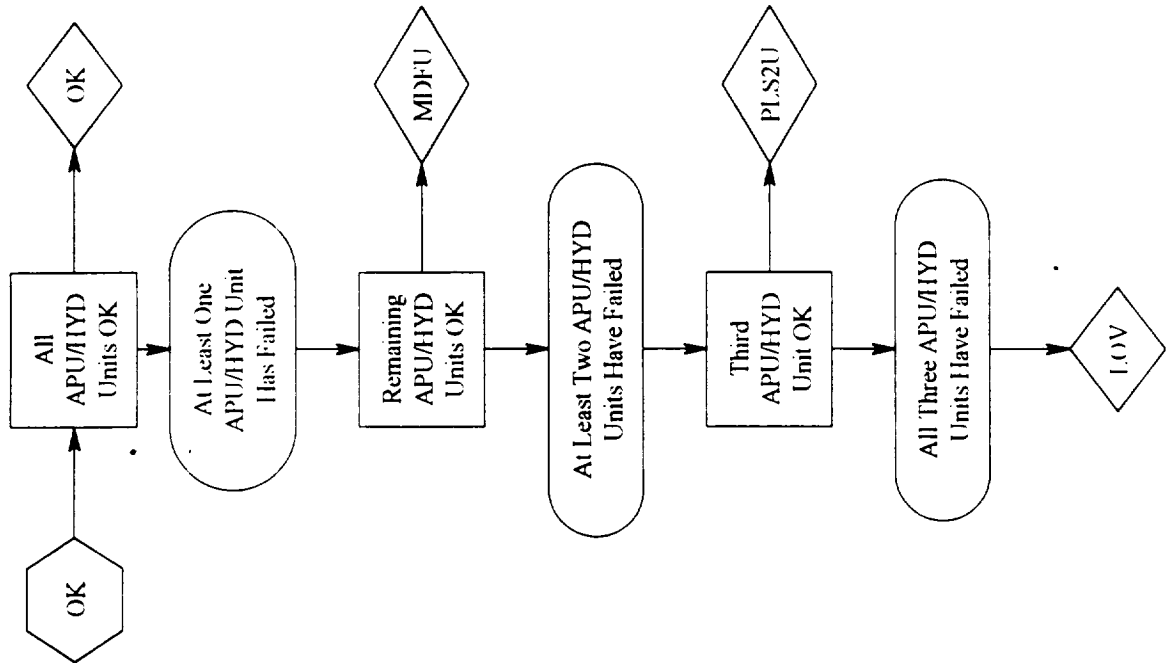 OK
All
APU/HYD
Units OK
OK
At Least One
APU/HYD Unit
Has Failed
Remaining
APU/HYD
Units OK
MDFU
At Least Two APU/HYD
Units Have Failed
Third
APU/HYD
Unit OK
PLS2U
All Three APU/HYD
Units Have Failed
LOV